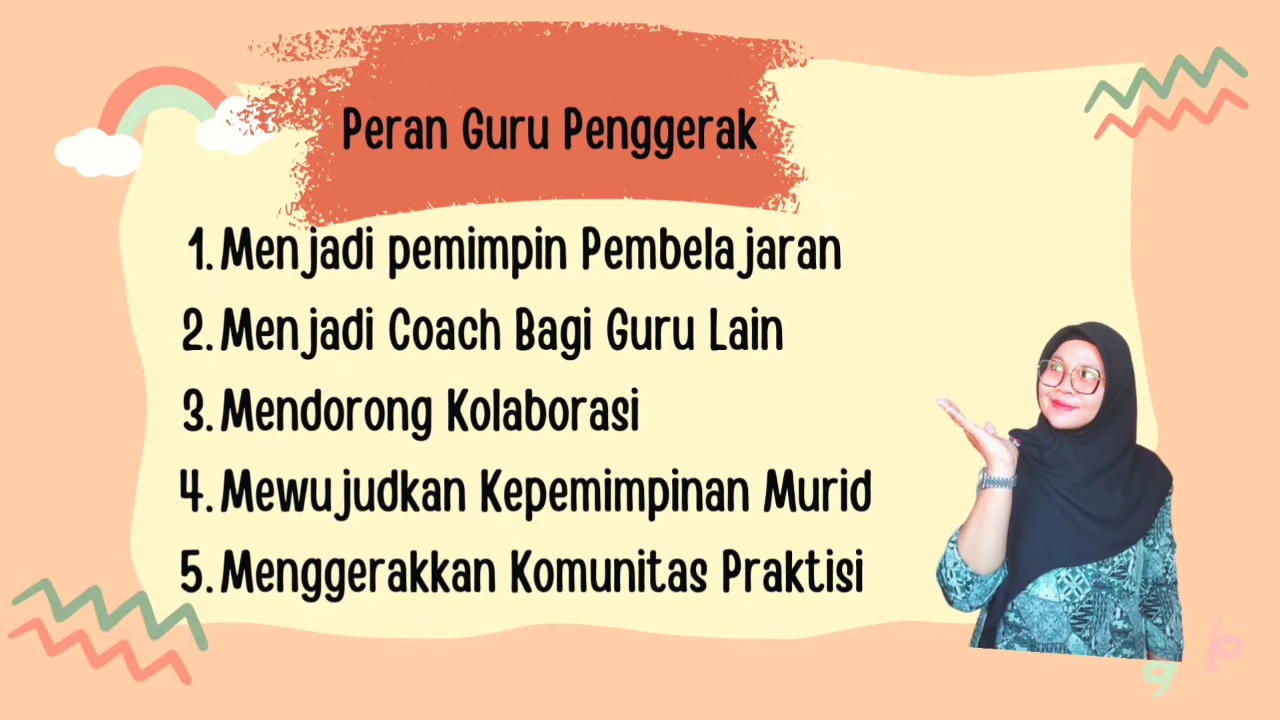 Peran Guru Penggerak
1. Menjadi pemimpin Pembelajaran
2. Menjadi Coach Bagi Guru Lain
3. Mendorong Kolaborasi
4. Mewujudkan Kepemimpinan Murid
5. Menggerakkan Komunitas Praktisi